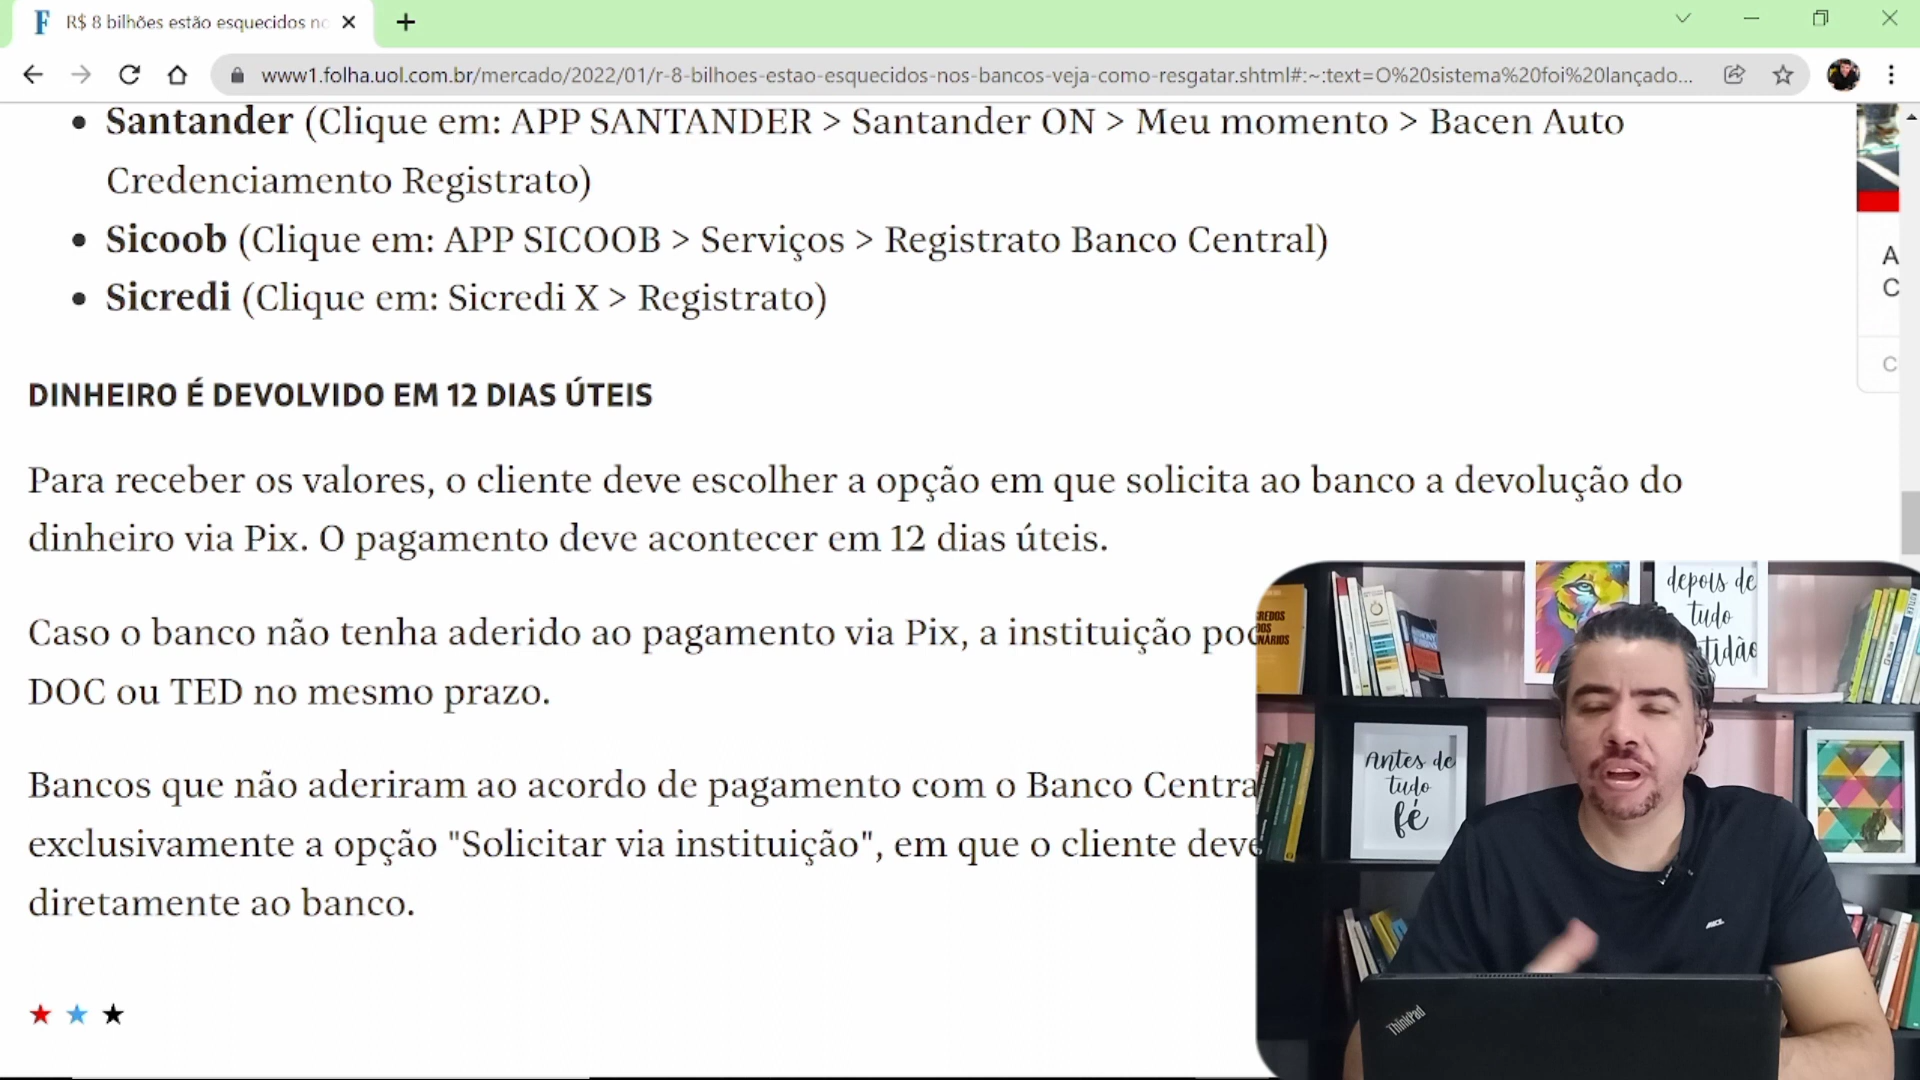 R$ 8 bilhões estão esquecidos no
www1.folha.uol.com.br/mercado/2022/01/r-8-bilhoes-estao-esquecidos-nos-bancos-veja-como-resgatar.shtml#:~:text=O%20sistema%20foi%20lançado...
• Santander (Clique em: APP SANTANDER > Santander ON > Meu momento > Bacen Auto
Credenciamento Registrato)
• Sicoob (Clique em: APP SICOOB > Serviços > Registrato Banco Central)
• Sicredi (Clique em: Sicredi X > Registrato)
A
C
C
DINHEIRO É DEVOLVIDO EM 12 DIAS ÚTEIS
Para receber os valores, o cliente deve escolher a opção em que solicita ao banco a devolução do
dinheiro via Pix. O pagamento deve acontecer em 12 dias úteis.
Caso o banco não tenha aderido ao pagamento via Pix, a instituição
DOC ou TED no mesmo prazo.
Bancos que não aderiram ao acordo de pagamento com o Banco Centra
exclusivamente a opção "Solicitar via instituição", em que o cliente deve
diretamente ao banco.
depois de
tudo
Antes de
tudo
fé
ThinkPad